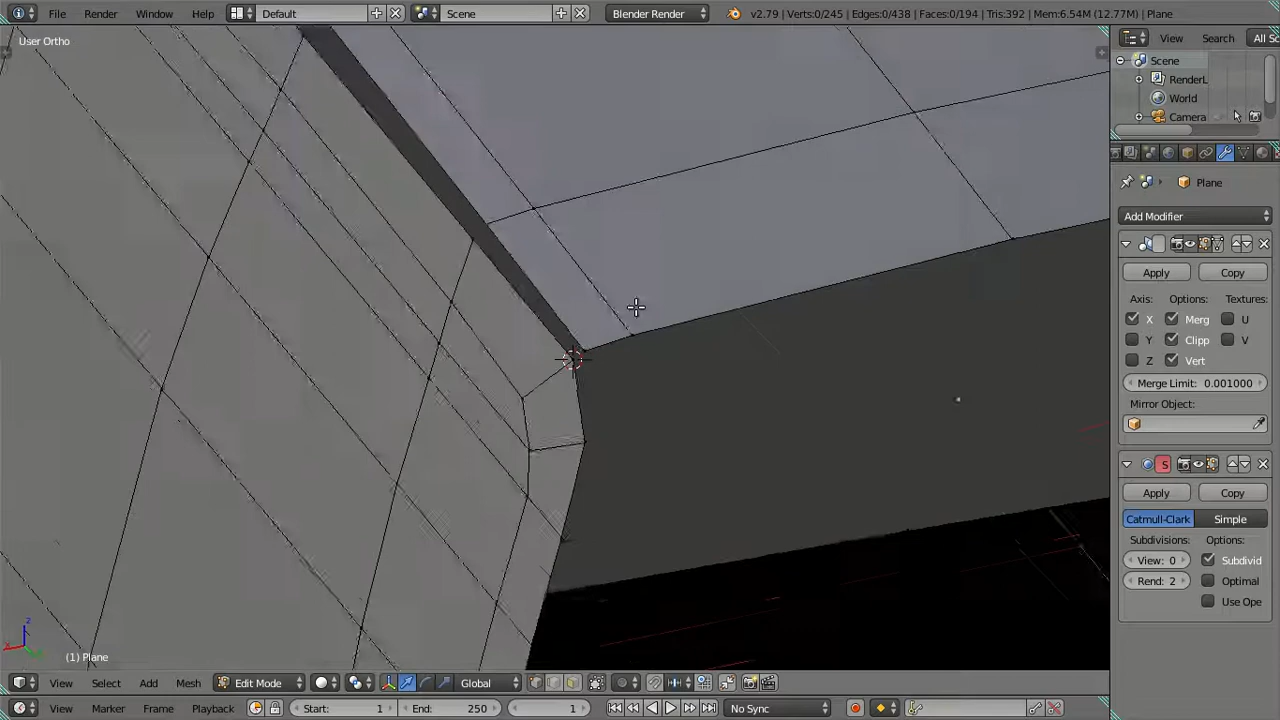 File Render Window Help Default Scene Blender Render v2.79 | Verts:0/245 | Edges:0/438 | Faces:0/194 | Tris:392 | Mem:6.54M (12.77M) | Plane
User Ortho
View Search All Sc
Scene
RenderL
World
Camera
Plane
Add Modifier
Apply Copy
Axis: Options: Textures:
X Merg U
Y Clipp V
Z Vert
Merge Limit: 0.001000
Mirror Object:
S
Apply Copy
Catmull-Clark Simple
Subdivisions: Options:
View: 0 Subdivid
Rend: 2 Optimal
Use Ope
z
x
(1) Plane
View Select Add Mesh Edit Mode Global
View Marker Frame Playback Start: 1 End: 250 1 No Sync